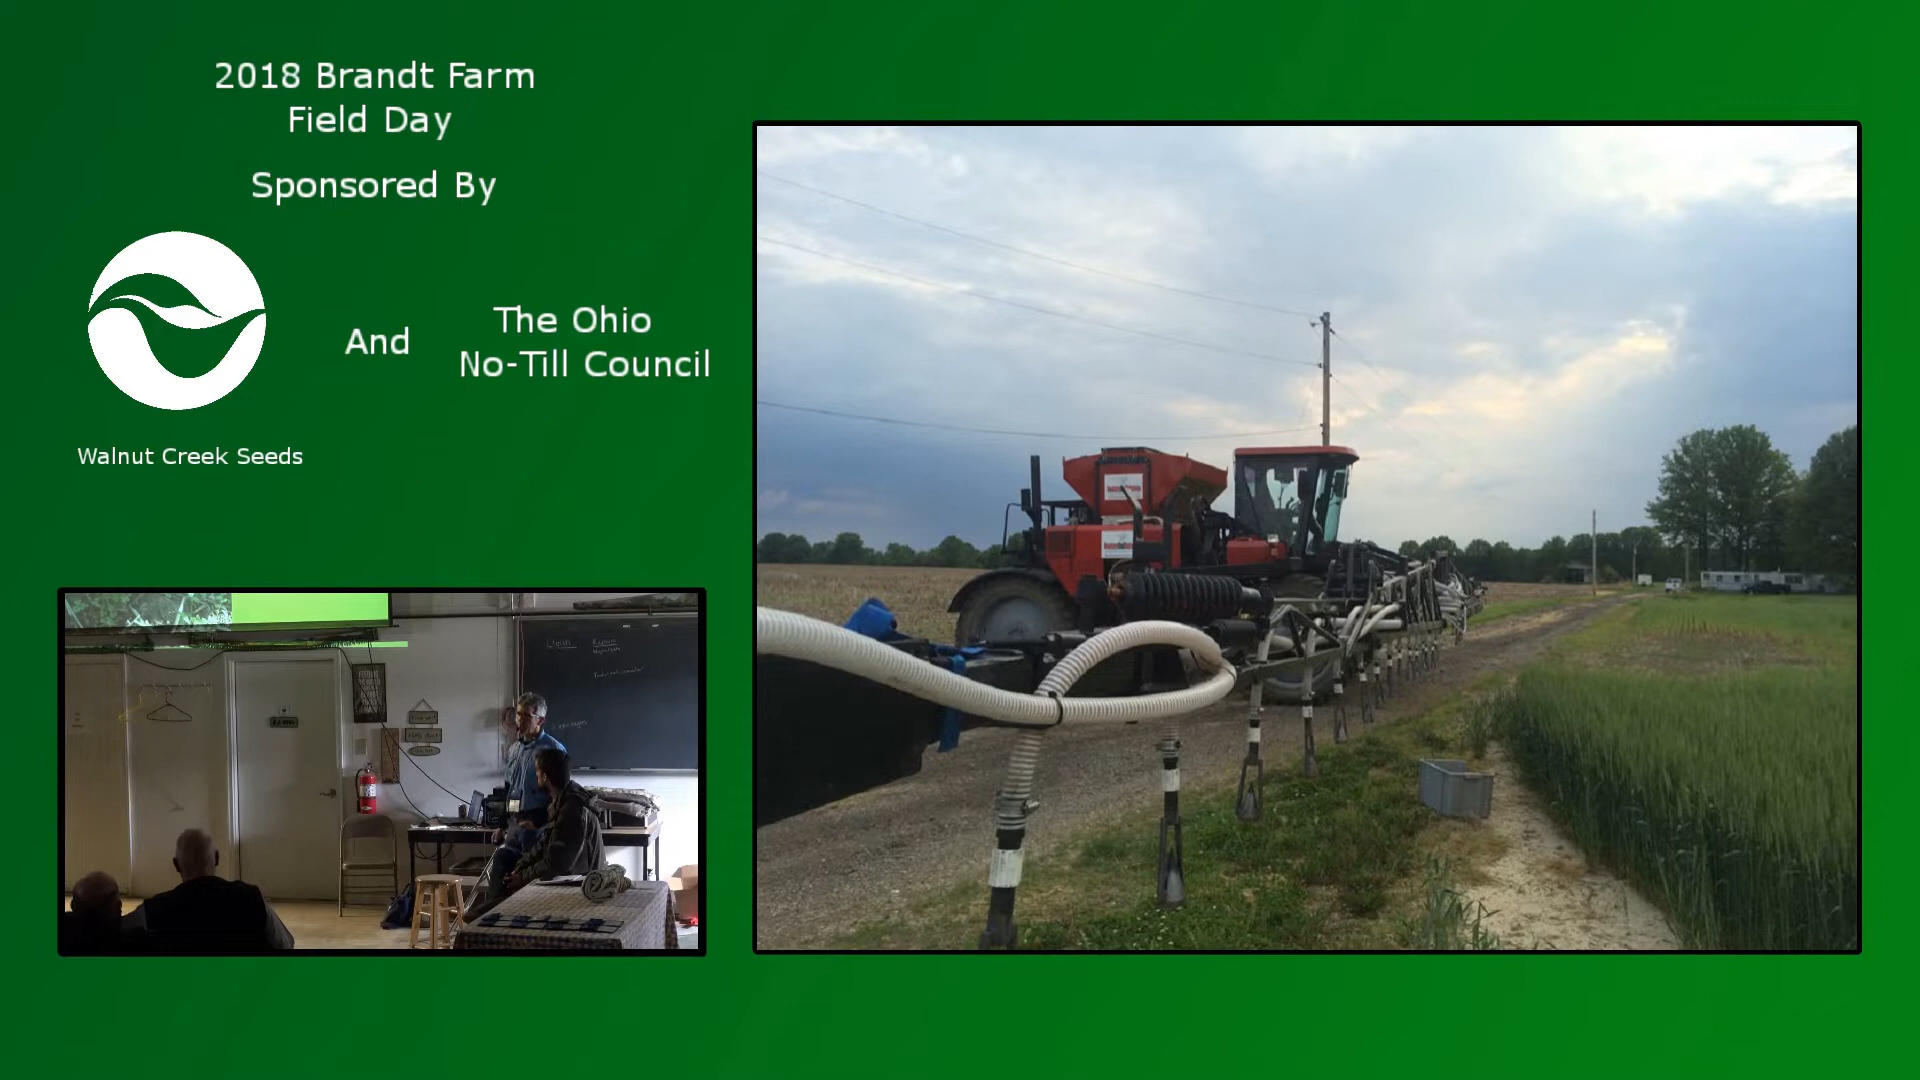 2018 Brandt Farm
Field Day
Sponsored By
And
The Ohio
No-Till Council
Walnut Creek Seeds